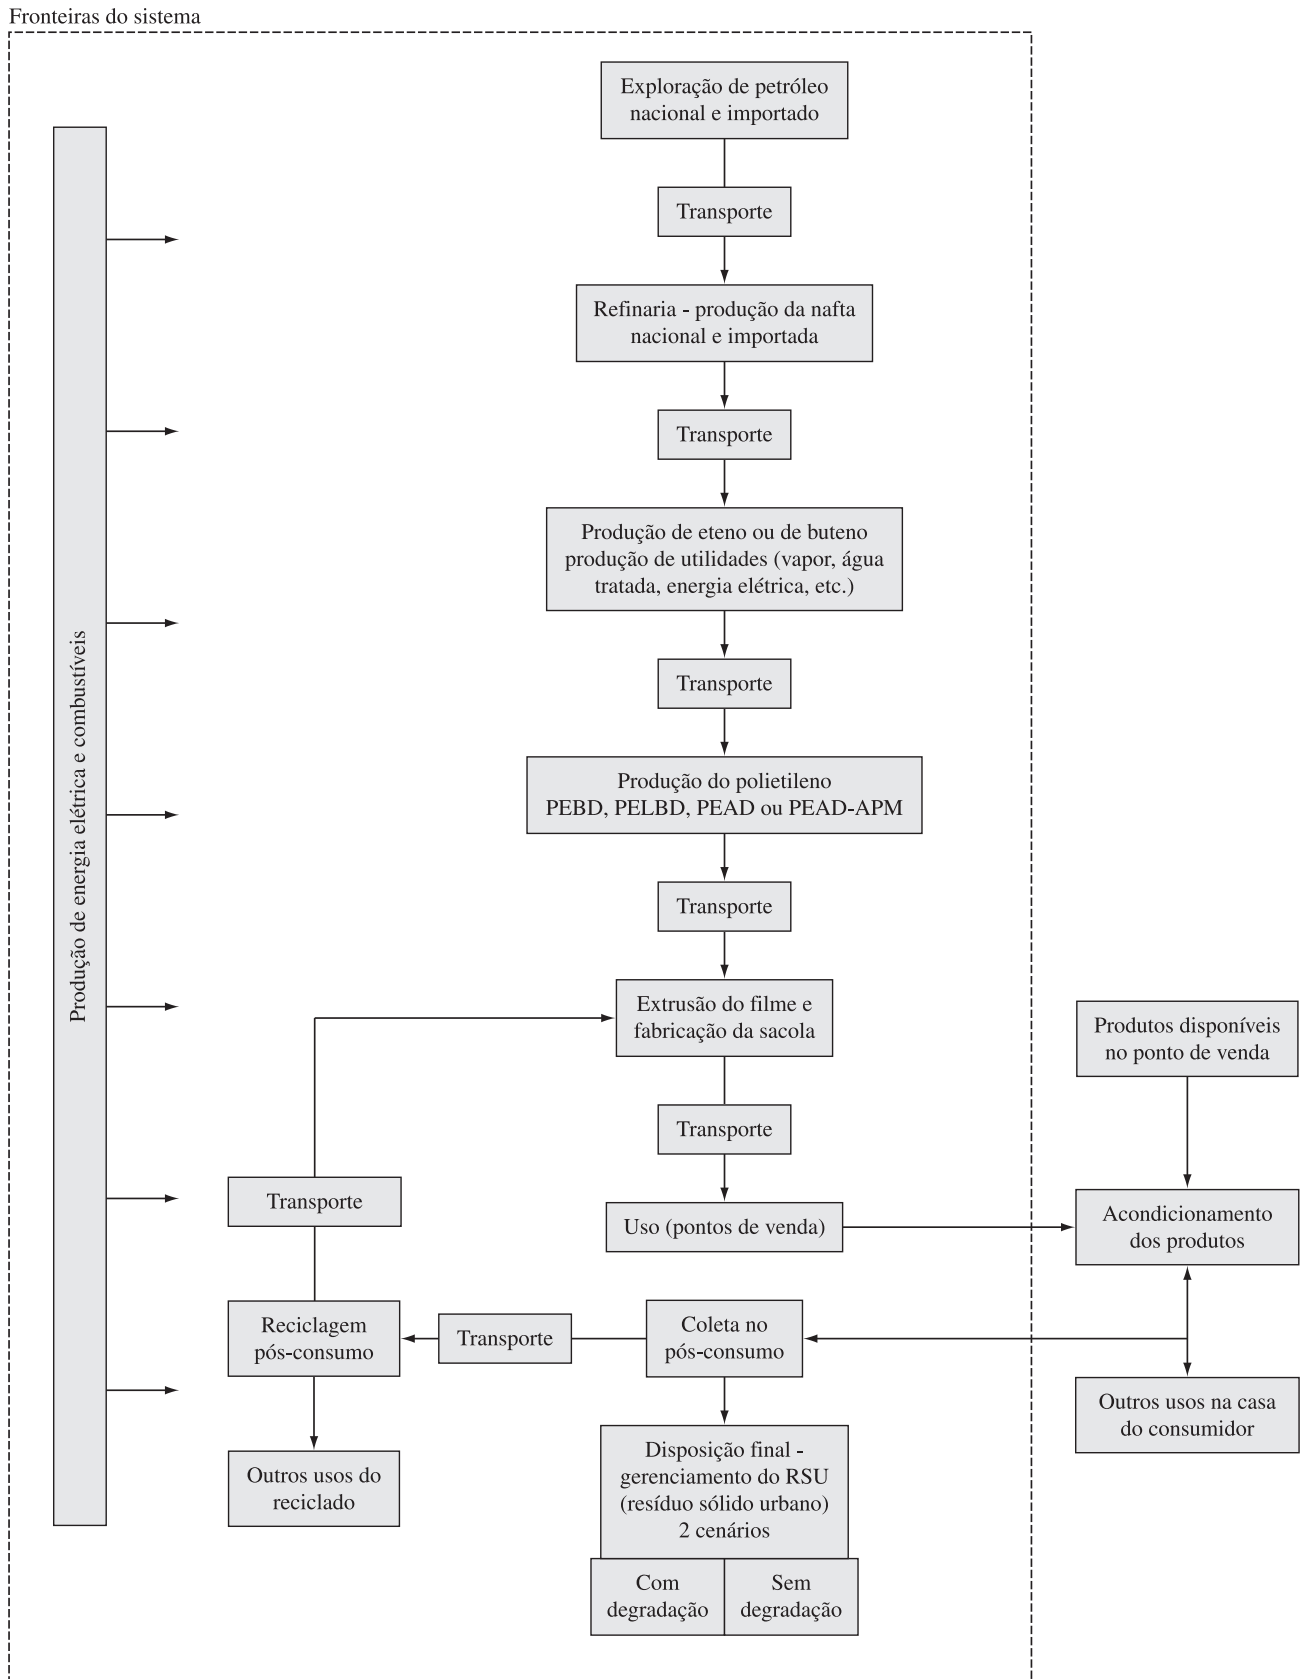 Fronteiras do sistema
Exploração de petróleo
nacional e importado
Transporte
Refinaria - produção da nafta
nacional e importada
Transporte
Produção de eteno ou de buteno
produção de utilidades (vapor, água
tratada, energia elétrica, etc.)
Transporte
Produção do polietileno
PEBD, PELBD, PEAD ou PEAD-APM
Transporte
Produção de energia elétrica e combustíveis
Extrusão do filme e
fabricação da sacola
Produtos disponíveis
no ponto de venda
Transporte
Transporte
Uso (pontos de venda)
Acondicionamento
dos produtos
Reciclagem
pós-consumo
Transporte
Coleta no
pós-consumo
Outros usos na casa
do consumidor
Outros usos do
reciclado
Disposição final -
gerenciamento do RSU
(resíduo sólido urbano)
2 cenários
Com
degradação
Sem
degradação